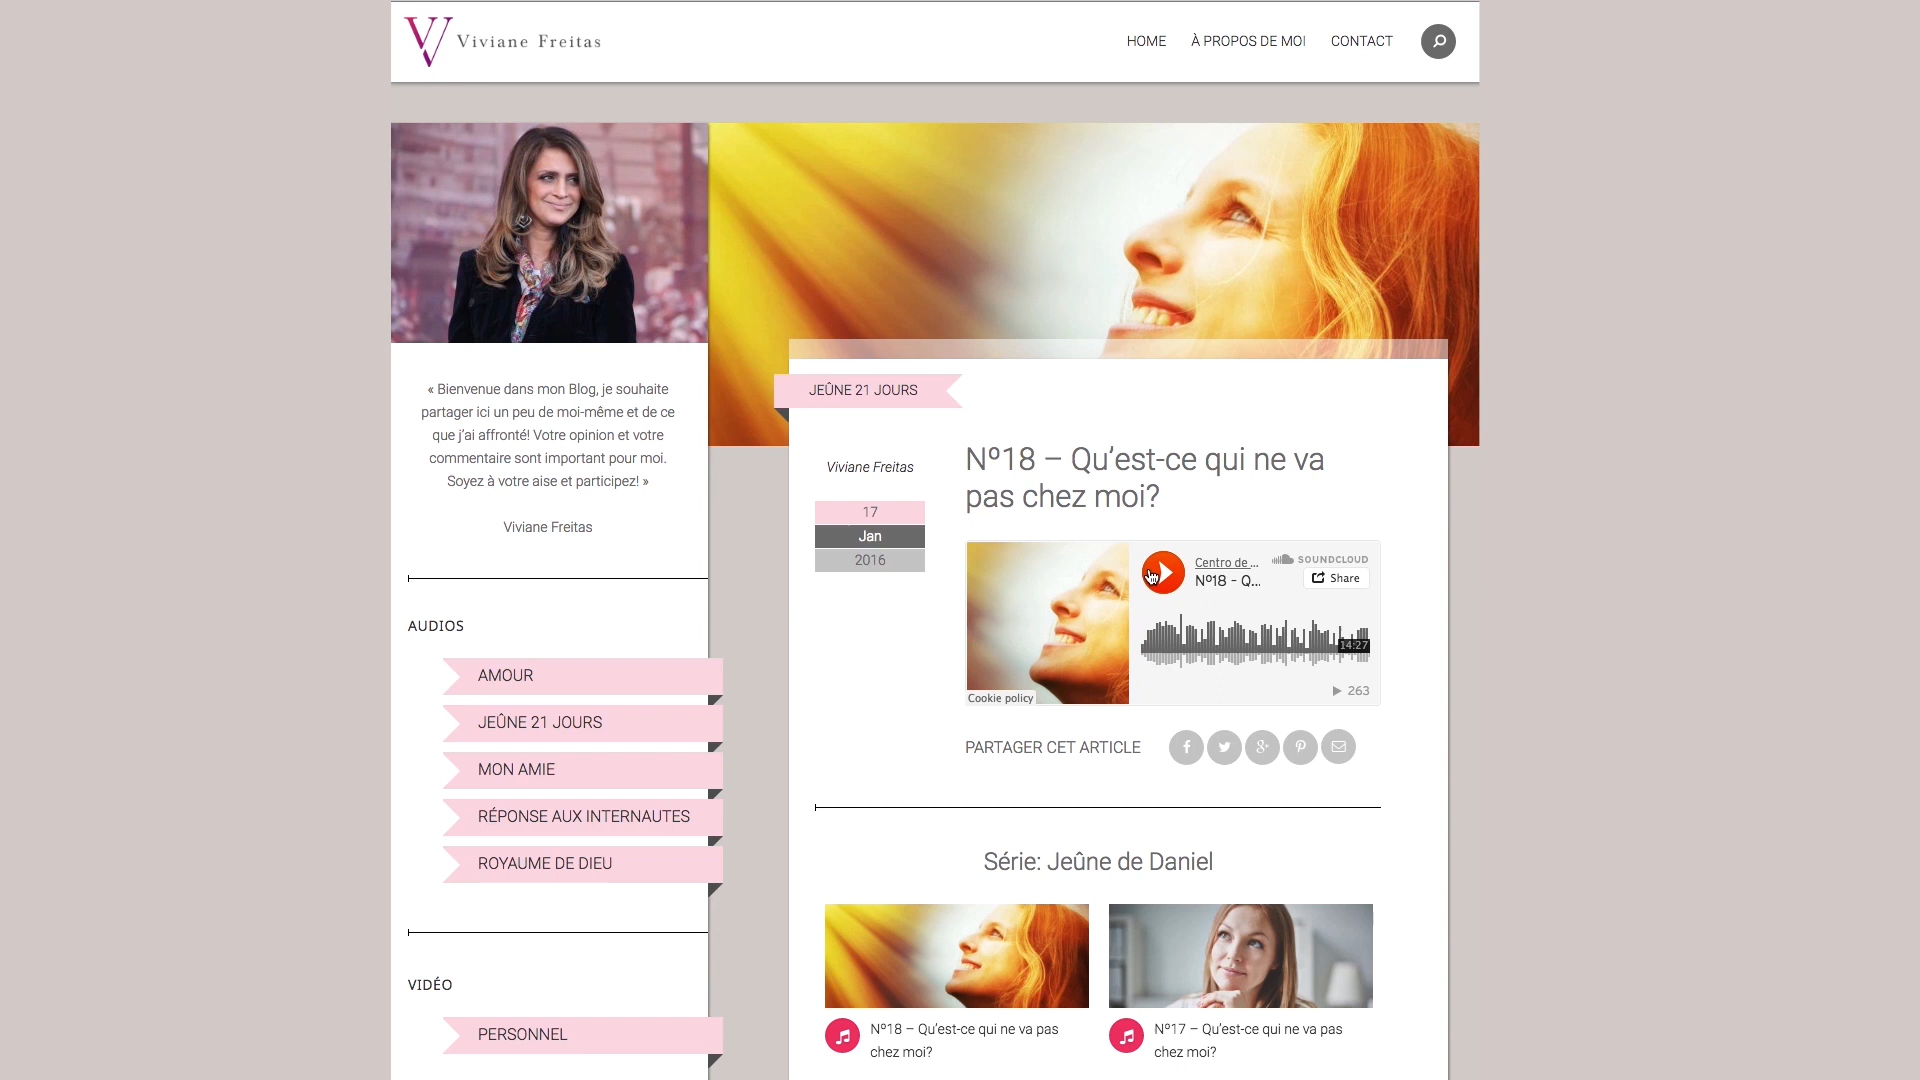 Viviane Freitas
HOME
À PROPOS DE MOI
CONTACT
« Bienvenue dans mon Blog, je souhaite
partager ici un peu de moi-même et de ce
que j’ai affronté! Votre opinion et votre
commentaire sont important pour moi.
Soyez à votre aise et participez! »
Viviane Freitas
AUDIOS
AMOUR
JEÛNE 21 JOURS
MON AMIE
RÉPONSE AUX INTERNAUTES
ROYAUME DE DIEU
VIDÉO
PERSONNEL
JEÛNE 21 JOURS
Viviane Freitas
17
Jan
2016
Nº18 – Qu’est-ce qui ne va
pas chez moi?
Centro de ...
SOUNDCLOUD
Nº18 - Q...
Share
14:27
Cookie policy
263
PARTAGER CET ARTICLE
Série: Jeûne de Daniel
Nº18 – Qu’est-ce qui ne va pas
chez moi?
Nº17 – Qu’est-ce qui ne va pas
chez moi?